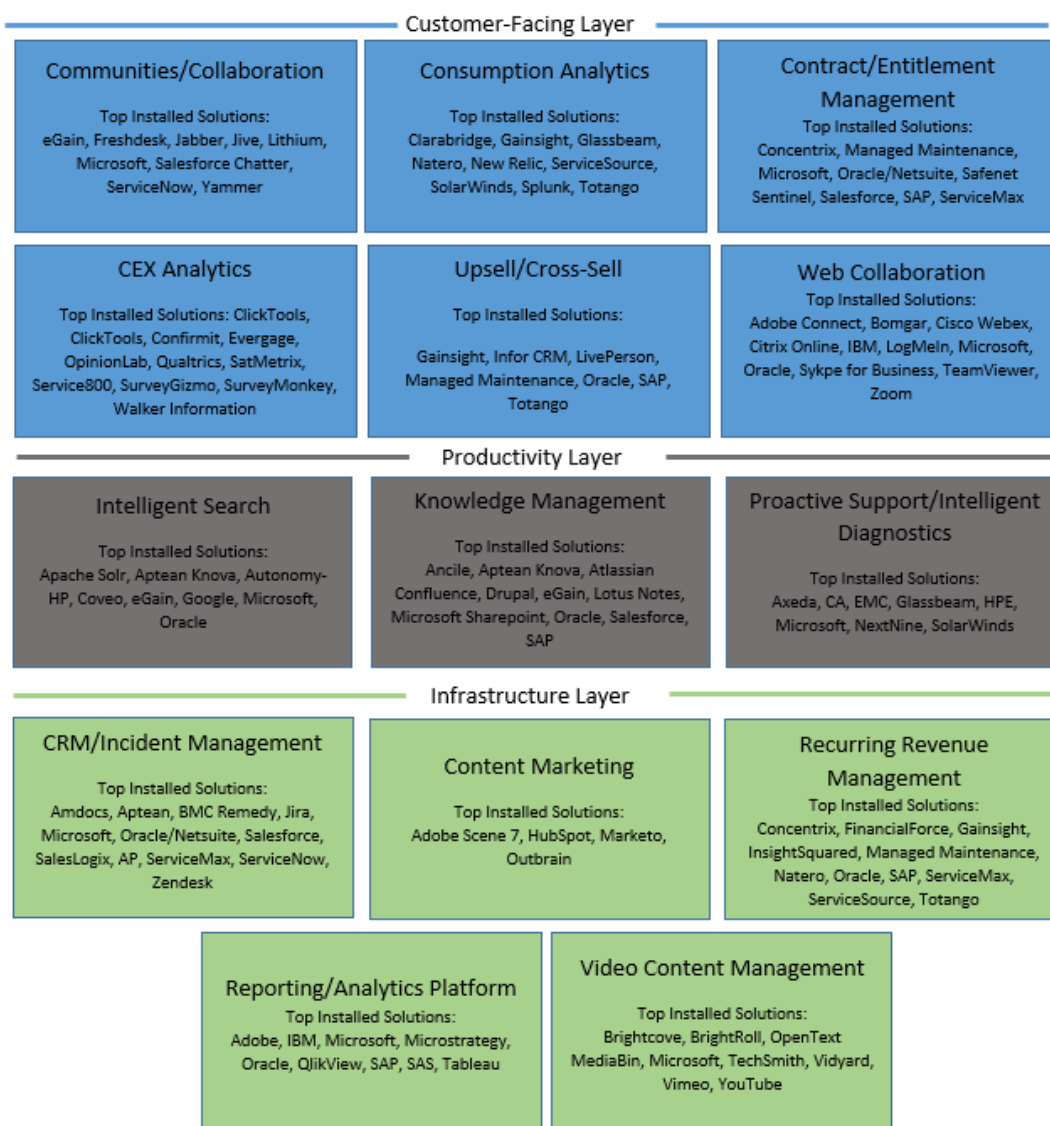 Customer-Facing Layer
Communities/Collaboration
Top Installed Solutions:
eGain, Freshdesk, Jabber, Jive, Lithium,
Microsoft, Salesforce Chatter,
ServiceNow, Yammer
Consumption Analytics
Top Installed Solutions:
Clarabridge, Gainsight, Glassbeam,
Natero, New Relic, ServiceSource,
SolarWinds, Splunk, Totango
Contract/Entitlement
Management
Top Installed Solutions:
Concentrix, Managed Maintenance,
Microsoft, Oracle/Netsuite, Safenet
Sentinel, Salesforce, SAP, ServiceMax
CEX Analytics
Top Installed Solutions: ClickTools,
ClickTools, Confirmit, Evergage,
OpinionLab, Qualtrics, SatMetrix,
Service800, SurveyGizmo, SurveyMonkey,
Walker Information
Upsell/Cross-Sell
Top Installed Solutions:
Gainsight, Infor CRM, LivePerson,
Managed Maintenance, Oracle, SAP,
Totango
Web Collaboration
Top Installed Solutions:
Adobe Connect, Bomgar, Cisco Webex,
Citrix Online, IBM, LogMeIn, Microsoft,
Oracle, Sykpe for Business, TeamViewer,
Zoom
Productivity Layer
Intelligent Search
Top Installed Solutions:
Apache Solr, Aptean Knova, Autonomy-
HP, Coveo, eGain, Google, Microsoft,
Oracle
Knowledge Management
Top Installed Solutions:
Ancile, Aptean Knova, Atlassian
Confluence, Drupal, eGain, Lotus Notes,
Microsoft Sharepoint, Oracle, Salesforce,
SAP
Proactive Support/Intelligent
Diagnostics
Top Installed Solutions:
Axeda, CA, EMC, Glassbeam, HPE,
Microsoft, NextNine, SolarWinds
Infrastructure Layer
CRM/Incident Management
Top Installed Solutions:
Amdocs, Aptean, BMC Remedy, Jira,
Microsoft, Oracle/Netsuite, Salesforce,
SalesLogix, AP, ServiceMax, ServiceNow,
Zendesk
Content Marketing
Top Installed Solutions:
Adobe Scene 7, HubSpot, Marketo,
Outbrain
Recurring Revenue
Management
Top Installed Solutions:
Concentrix, FinancialForce, Gainsight,
InsightSquared, Managed Maintenance,
Natero, Oracle, SAP, ServiceMax,
ServiceSource, Totango
Reporting/Analytics Platform
Top Installed Solutions:
Adobe, IBM, Microsoft, Microstrategy,
Oracle, QlikView, SAP, SAS, Tableau
Video Content Management
Top Installed Solutions:
Brightcove, BrightRoll, OpenText
MediaBin, Microsoft, TechSmith, Vidyard,
Vimeo, YouTube